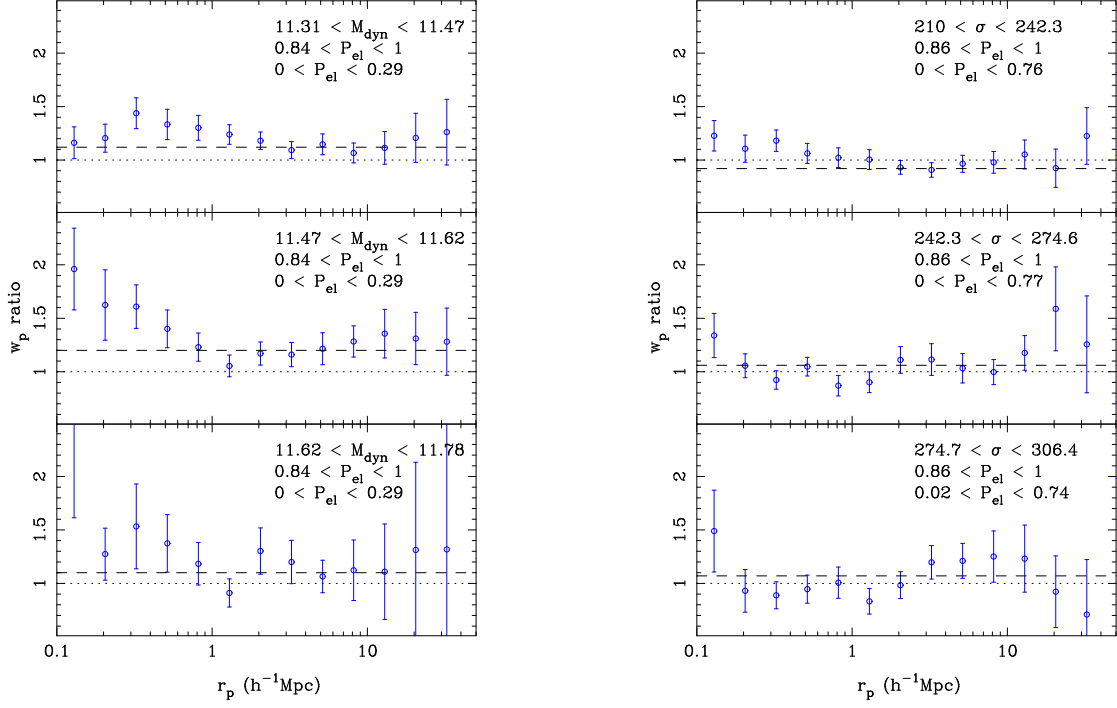 11.31 < M_dyn < 11.47
0.84 < P_el < 1
0 < P_el < 0.29
1
1.5
2
11.47 < M_dyn < 11.62
0.84 < P_el < 1
0 < P_el < 0.29
1
1.5
2
w_p ratio
11.62 < M_dyn < 11.78
0.84 < P_el < 1
0 < P_el < 0.29
1
1.5
2
0.1 1 10
r_p (h^−1Mpc)
210 < σ < 242.3
0.86 < P_el < 1
0 < P_el < 0.76
1
1.5
2
242.3 < σ < 274.6
0.86 < P_el < 1
0 < P_el < 0.77
1
1.5
2
w_p ratio
274.7 < σ < 306.4
0.86 < P_el < 1
0.02 < P_el < 0.74
1
1.5
2
0.1 1 10
r_p (h^−1Mpc)